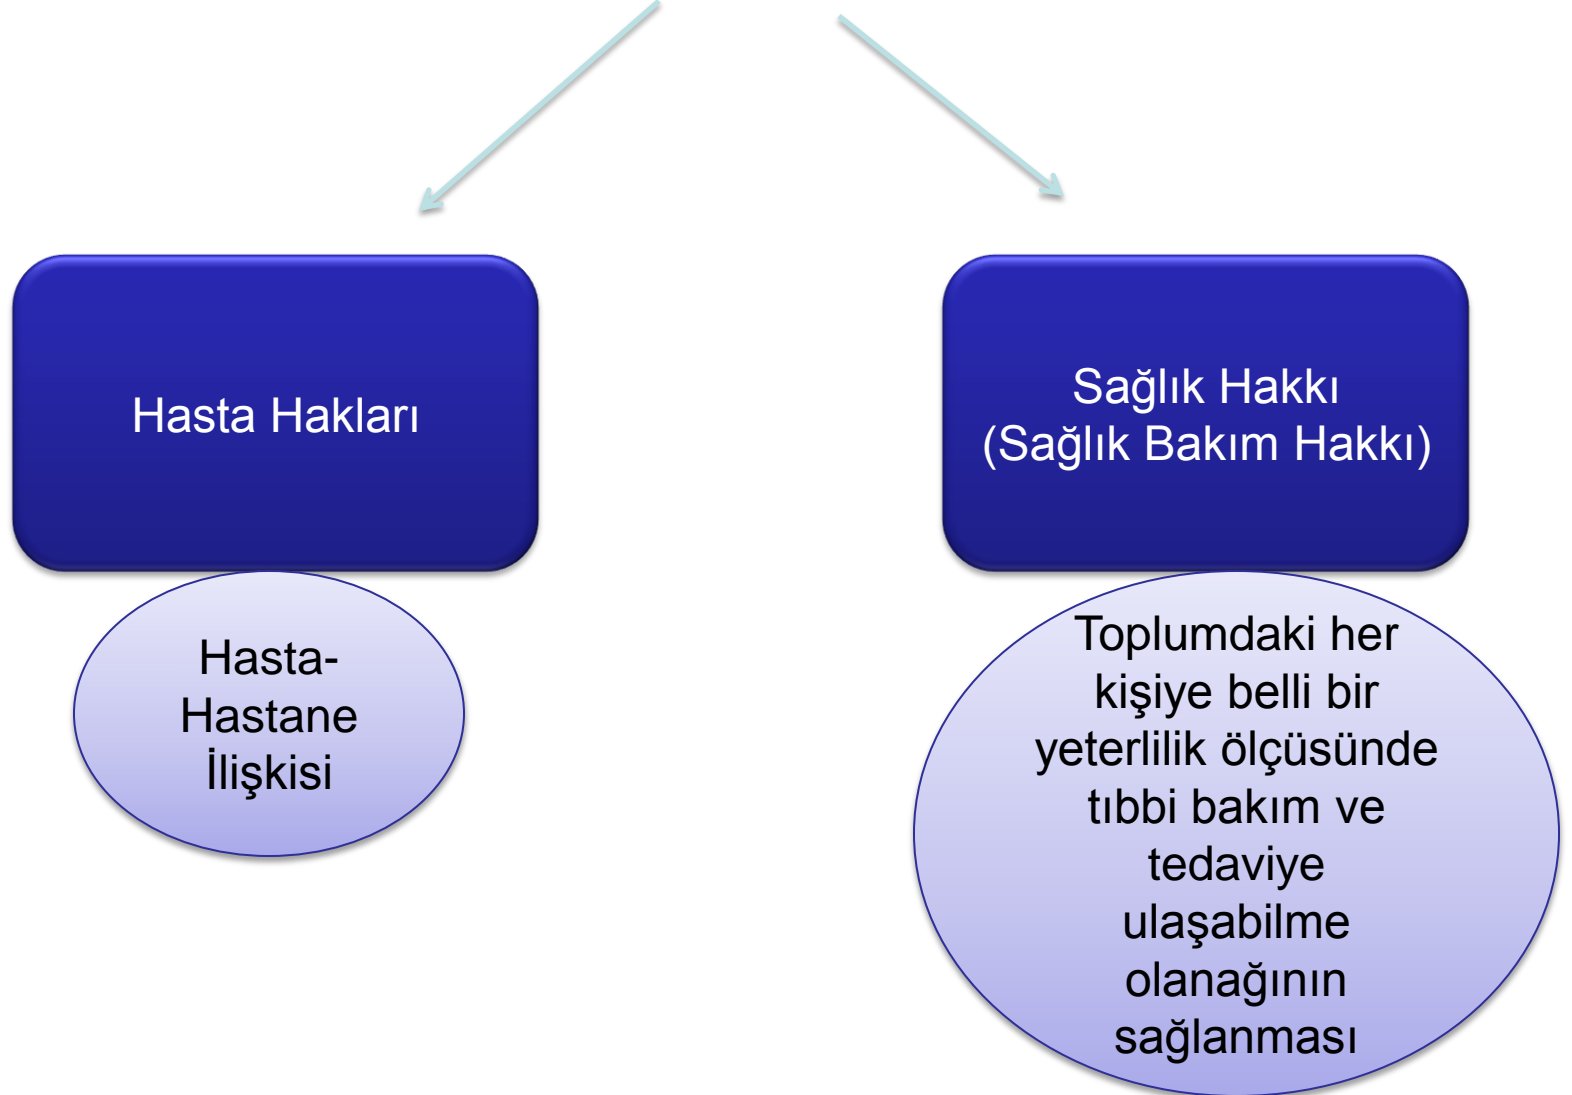 Hasta Hakları
Sağlık Hakkı
(Sağlık Bakım Hakkı)
Hasta-
Hastane
İlişkisi
Toplumdaki her
kişiye belli bir
yeterlilik ölçüsünde
tıbbi bakım ve
tedaviye
ulaşabilme
olanağının
sağlanması